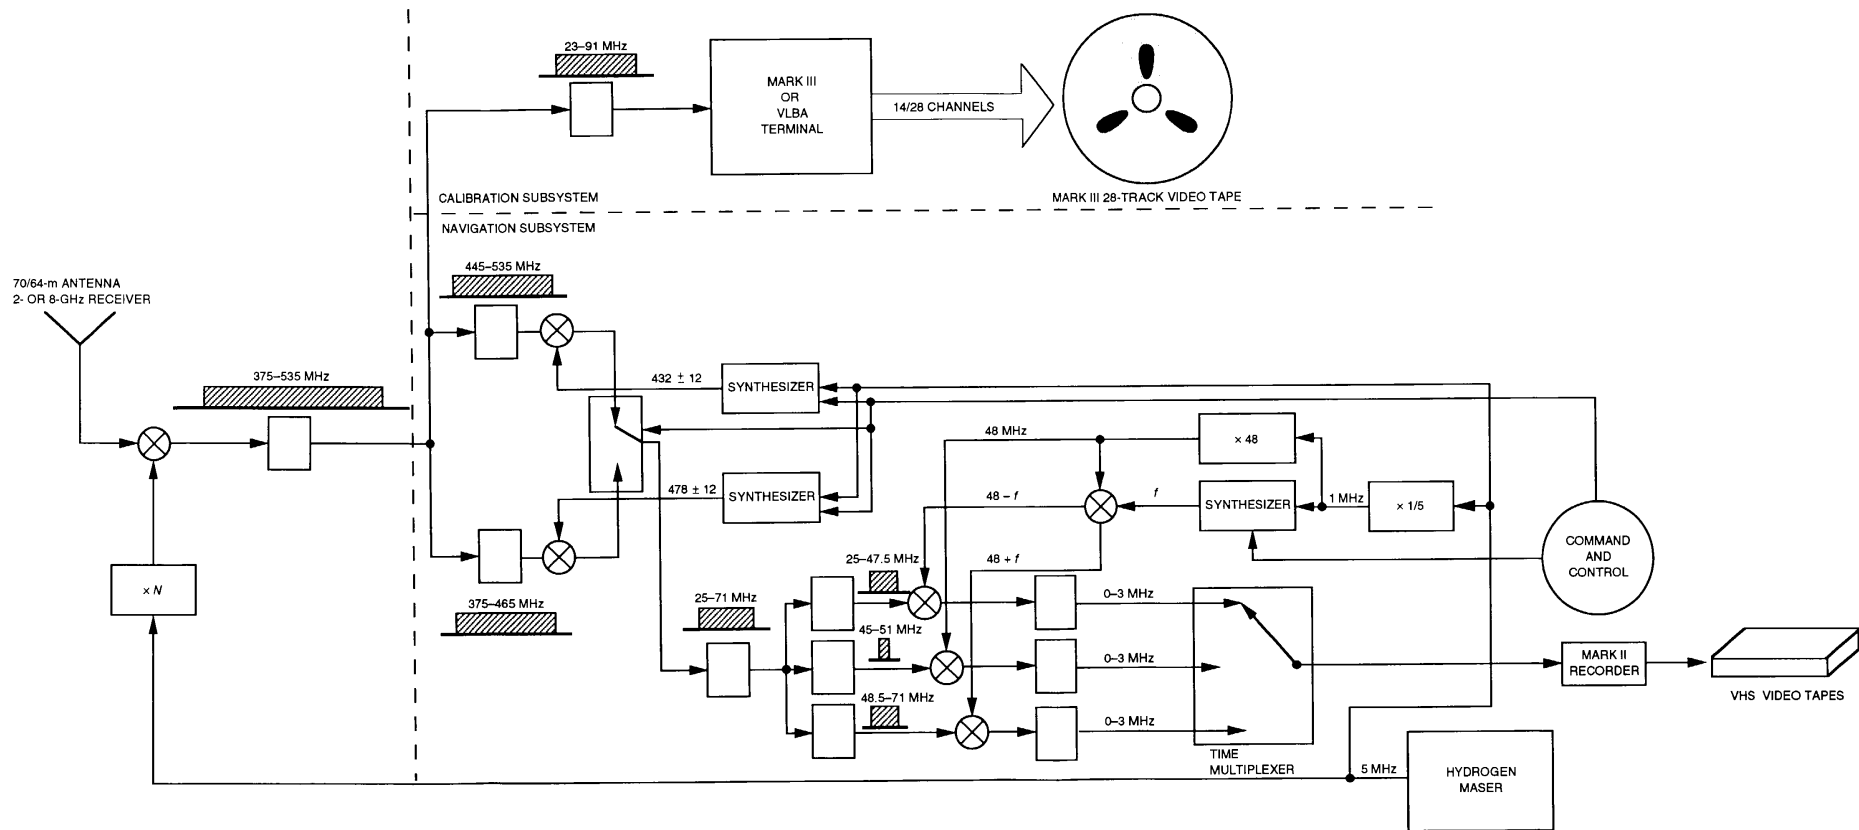 23–91 MHz
MARK III
OR
VLBA
TERMINAL
14/28 CHANNELS
CALIBRATION SUBSYSTEM
MARK III 28-TRACK VIDEO TAPE
NAVIGATION SUBSYSTEM
70/64-m ANTENNA
2- OR 8-GHz RECEIVER
445–535 MHz
375–535 MHz
432 ± 12
SYNTHESIZER
48 MHz
× 48
478 ± 12
SYNTHESIZER
48 – f
f
SYNTHESIZER
1 MHz
× 1/5
COMMAND
AND
CONTROL
48 + f
× N
375–465 MHz
25–71 MHz
25–47.5 MHz
0–3 MHz
45–51 MHz
0–3 MHz
48.5–71 MHz
0–3 MHz
MARK II
RECORDER
VHS VIDEO TAPES
TIME
MULTIPLEXER
5 MHz
HYDROGEN
MASER